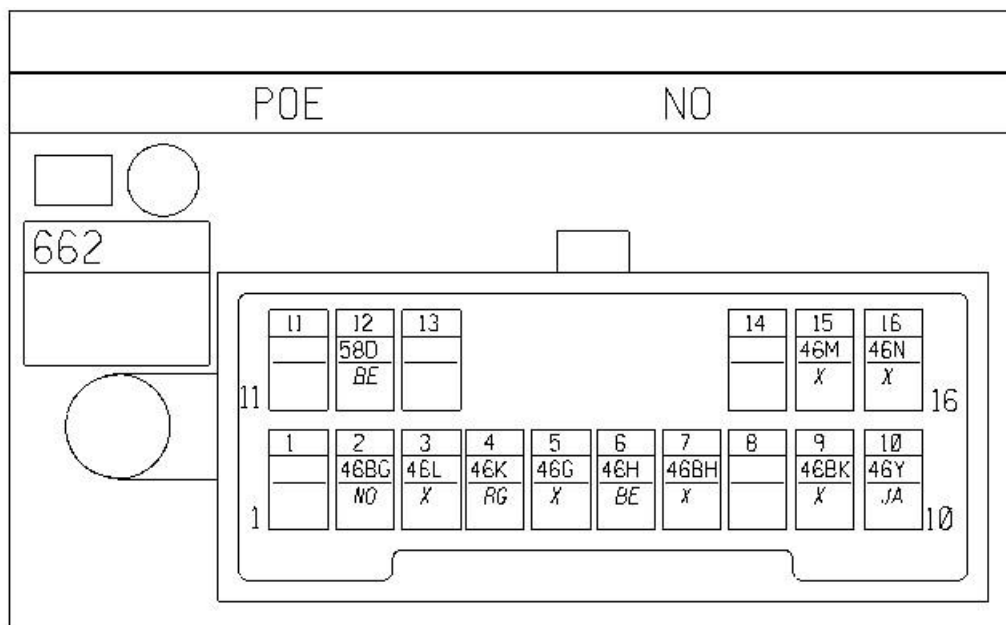 POE NO
662
11 12 13 14 15 16
58D 46M 46N
BE X X
11 16
1 2 3 4 5 6 7 8 9 10
46BG 46L 46K 46G 46H 46BH 46BK 46Y
NO X RG X BE X X JA
1 10